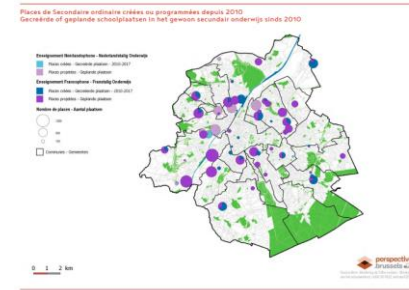 Places de Secondaire ordinaire créées ou programmées depuis 2010
Gecreërde of geplande schoolplaatsen in het gewoon secundair onderwijs sinds 2010
Enseignement Néerlandophone - Nederlandstalig Onderwijs
Places créées - Gecreëerde plaatsen - 2010-2017
Places projetées - Geplande plaatsen
Enseignement Francophone - Franstalig Onderwijs
Places créées - Gecreëerde plaatsen - 2010-2017
Places projetées - Geplande plaatsen
Nombre de places - Aantal plaatsen
Communes - Gemeenten
0 1 2 km
perspective
.brussels